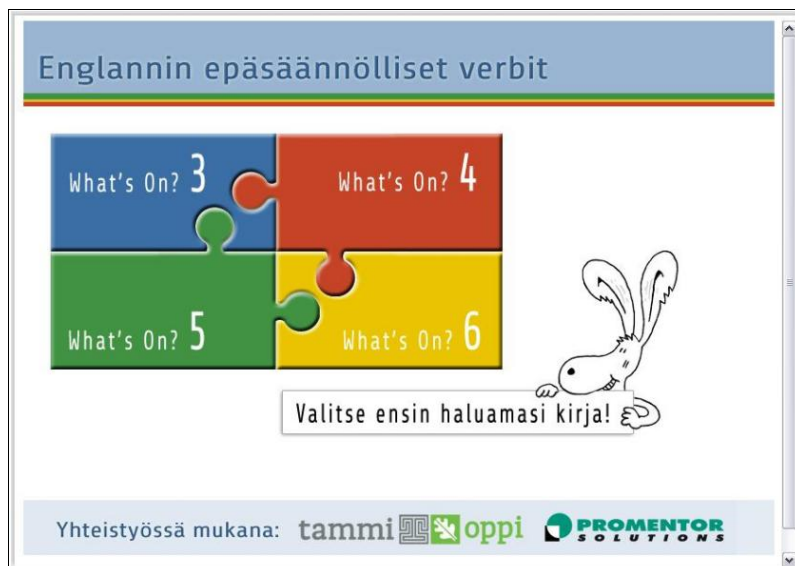 Englannin epäsäännölliset verbit
What's On? 3
What's On? 4
What's On? 5
What's On? 6
Valitse ensin haluamasi kirja!
Yhteistyössä mukana: tammi oppi PROMENTOR
SOLUTIONS